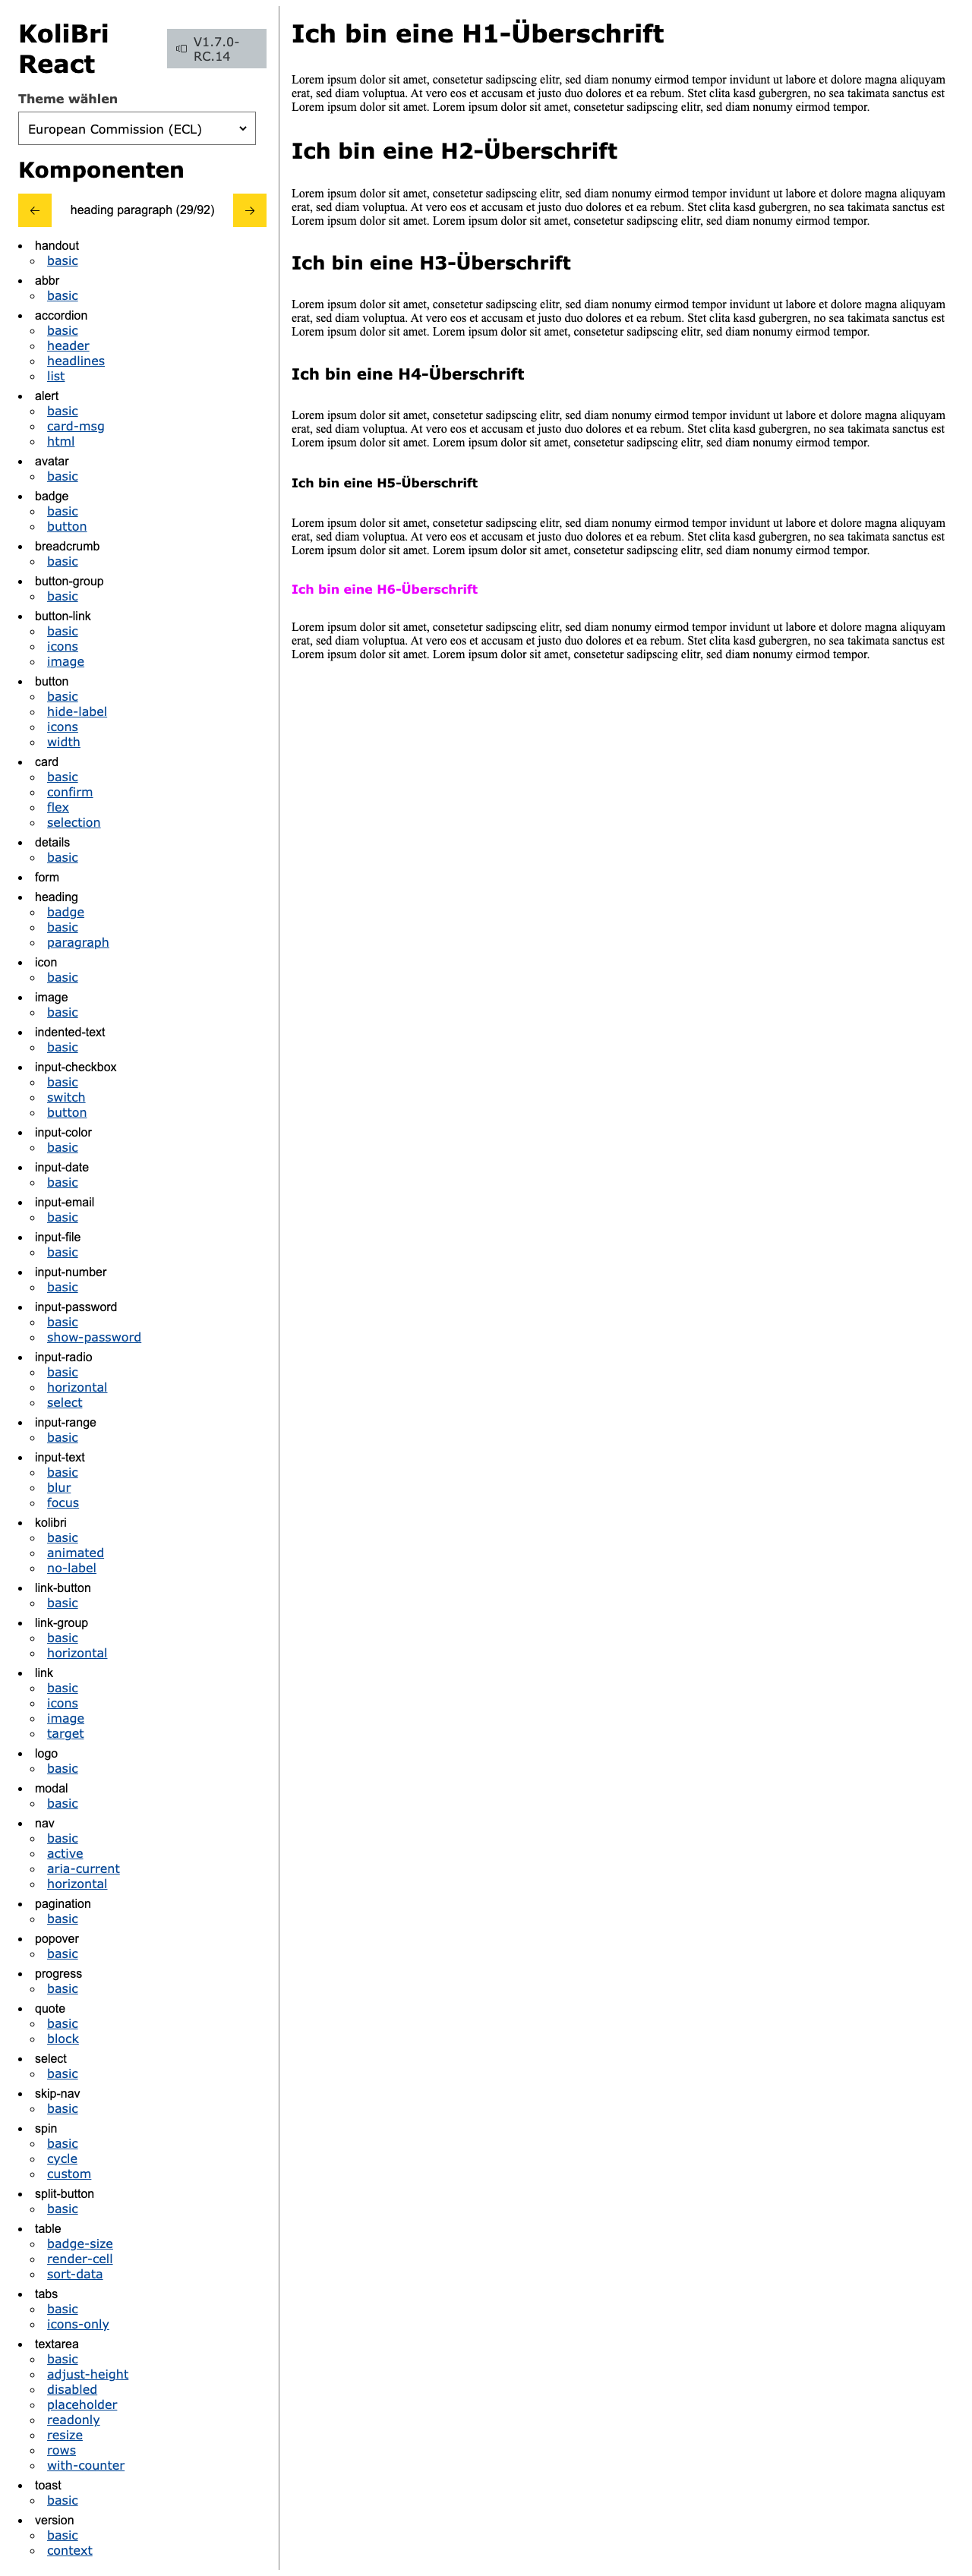 KoliBri
React
V1.7.0-
RC.14
Theme wählen
European Commission (ECL)
Komponenten
← heading paragraph (29/92) →
handout
basic
abbr
basic
accordion
basic
header
headlines
list
alert
basic
card-msg
html
avatar
basic
badge
basic
button
breadcrumb
basic
button-group
basic
button-link
basic
icons
image
button
basic
hide-label
icons
width
card
basic
confirm
flex
selection
details
basic
form
heading
badge
basic
paragraph
icon
basic
image
basic
indented-text
basic
input-checkbox
basic
switch
button
input-color
basic
input-date
basic
input-email
basic
input-file
basic
input-number
basic
input-password
basic
show-password
input-radio
basic
horizontal
select
input-range
basic
input-text
basic
blur
focus
kolibri
basic
animated
no-label
link-button
basic
link-group
basic
horizontal
link
basic
icons
image
target
logo
basic
modal
basic
nav
basic
active
aria-current
horizontal
pagination
basic
popover
basic
progress
basic
quote
basic
block
select
basic
skip-nav
basic
spin
basic
cycle
custom
split-button
basic
table
badge-size
render-cell
sort-data
tabs
basic
icons-only
textarea
basic
adjust-height
disabled
placeholder
readonly
resize
rows
with-counter
toast
basic
version
basic
context
Ich bin eine H1-Überschrift
Lorem ipsum dolor sit amet, consetetur sadipscing elitr, sed diam nonumy eirmod tempor invidunt ut labore et dolore magna aliquyam
erat, sed diam voluptua. At vero eos et accusam et justo duo dolores et ea rebum. Stet clita kasd gubergren, no sea takimata sanctus est
Lorem ipsum dolor sit amet. Lorem ipsum dolor sit amet, consetetur sadipscing elitr, sed diam nonumy eirmod tempor.
Ich bin eine H2-Überschrift
Lorem ipsum dolor sit amet, consetetur sadipscing elitr, sed diam nonumy eirmod tempor invidunt ut labore et dolore magna aliquyam
erat, sed diam voluptua. At vero eos et accusam et justo duo dolores et ea rebum. Stet clita kasd gubergren, no sea takimata sanctus est
Lorem ipsum dolor sit amet. Lorem ipsum dolor sit amet, consetetur sadipscing elitr, sed diam nonumy eirmod tempor.
Ich bin eine H3-Überschrift
Lorem ipsum dolor sit amet, consetetur sadipscing elitr, sed diam nonumy eirmod tempor invidunt ut labore et dolore magna aliquyam
erat, sed diam voluptua. At vero eos et accusam et justo duo dolores et ea rebum. Stet clita kasd gubergren, no sea takimata sanctus est
Lorem ipsum dolor sit amet. Lorem ipsum dolor sit amet, consetetur sadipscing elitr, sed diam nonumy eirmod tempor.
Ich bin eine H4-Überschrift
Lorem ipsum dolor sit amet, consetetur sadipscing elitr, sed diam nonumy eirmod tempor invidunt ut labore et dolore magna aliquyam
erat, sed diam voluptua. At vero eos et accusam et justo duo dolores et ea rebum. Stet clita kasd gubergren, no sea takimata sanctus est
Lorem ipsum dolor sit amet. Lorem ipsum dolor sit amet, consetetur sadipscing elitr, sed diam nonumy eirmod tempor.
Ich bin eine H5-Überschrift
Lorem ipsum dolor sit amet, consetetur sadipscing elitr, sed diam nonumy eirmod tempor invidunt ut labore et dolore magna aliquyam
erat, sed diam voluptua. At vero eos et accusam et justo duo dolores et ea rebum. Stet clita kasd gubergren, no sea takimata sanctus est
Lorem ipsum dolor sit amet. Lorem ipsum dolor sit amet, consetetur sadipscing elitr, sed diam nonumy eirmod tempor.
Ich bin eine H6-Überschrift
Lorem ipsum dolor sit amet, consetetur sadipscing elitr, sed diam nonumy eirmod tempor invidunt ut labore et dolore magna aliquyam
erat, sed diam voluptua. At vero eos et accusam et justo duo dolores et ea rebum. Stet clita kasd gubergren, no sea takimata sanctus est
Lorem ipsum dolor sit amet. Lorem ipsum dolor sit amet, consetetur sadipscing elitr, sed diam nonumy eirmod tempor.